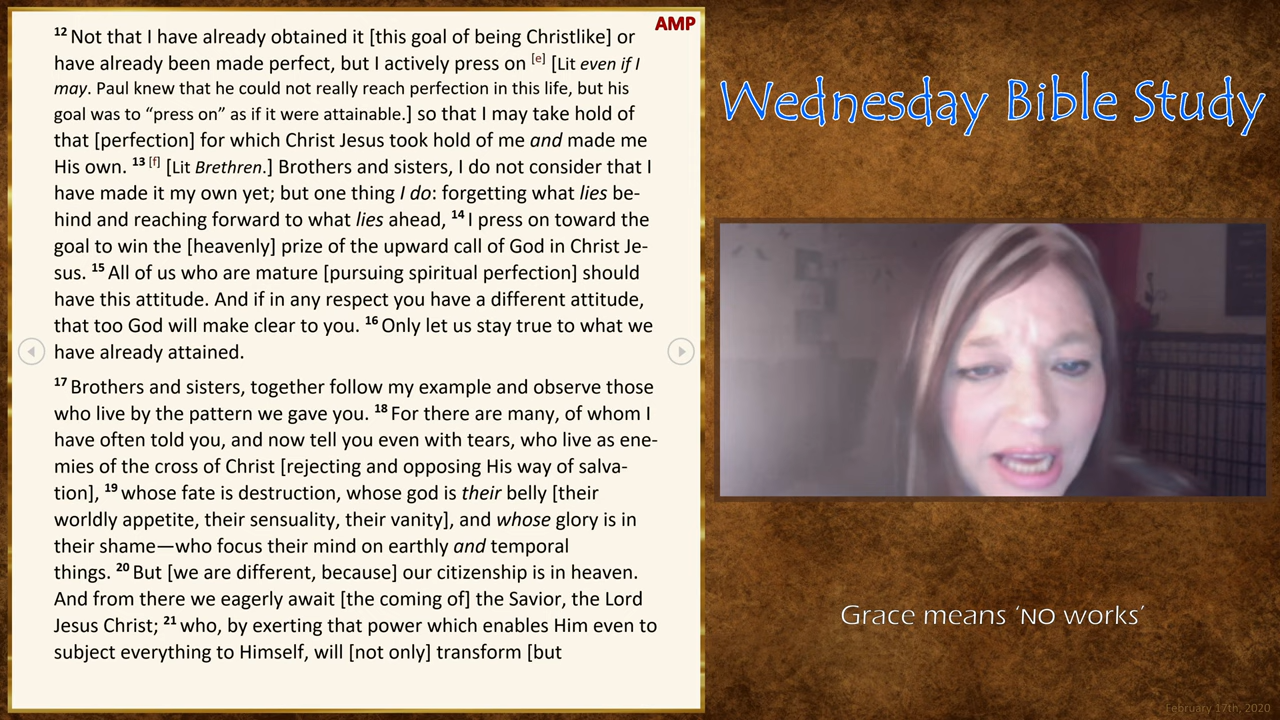 AMP
12 Not that I have already obtained it [this goal of being Christlike] or
have already been made perfect, but I actively press on [e] [Lit even if I
may. Paul knew that he could not really reach perfection in this life, but his
goal was to “press on” as if it were attainable.] so that I may take hold of
that [perfection] for which Christ Jesus took hold of me and made me
His own. 13 [f] [Lit Brethren.] Brothers and sisters, I do not consider that I
have made it my own yet; but one thing I do: forgetting what lies be-
hind and reaching forward to what lies ahead, 14 I press on toward the
goal to win the [heavenly] prize of the upward call of God in Christ Je-
sus. 15 All of us who are mature [pursuing spiritual perfection] should
have this attitude. And if in any respect you have a different attitude,
that too God will make clear to you. 16 Only let us stay true to what we
have already attained.
17 Brothers and sisters, together follow my example and observe those
who live by the pattern we gave you. 18 For there are many, of whom I
have often told you, and now tell you even with tears, who live as ene-
mies of the cross of Christ [rejecting and opposing His way of salva-
tion], 19 whose fate is destruction, whose god is their belly [their
worldly appetite, their sensuality, their vanity], and whose glory is in
their shame—who focus their mind on earthly and temporal
things. 20 But [we are different, because] our citizenship is in heaven.
And from there we eagerly await [the coming of] the Savior, the Lord
Jesus Christ; 21 who, by exerting that power which enables Him even to
subject everything to Himself, will [not only] transform [but
Wednesday Bible Study
Grace means ‘NO works’
February 17th, 2020